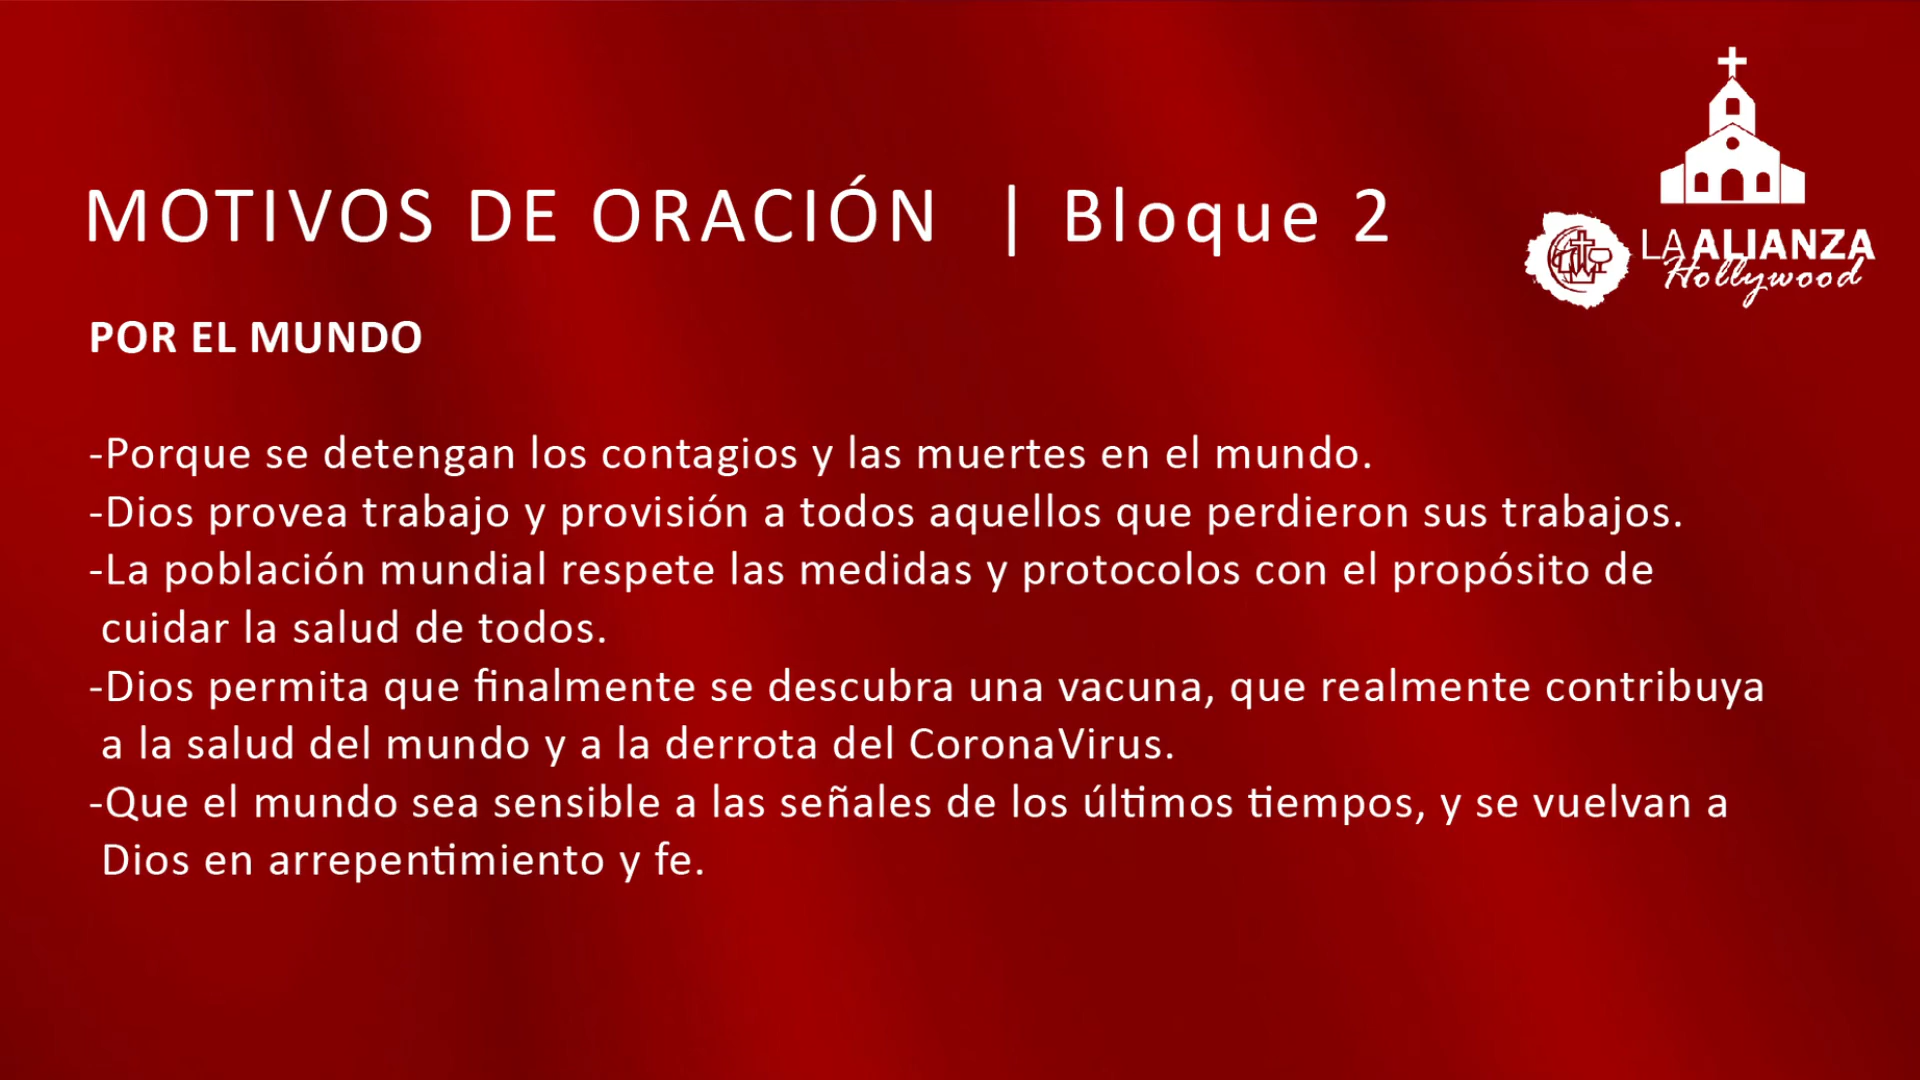 MOTIVOS DE ORACIÓN | Bloque 2
LA ALIANZA
Hollywood
POR EL MUNDO
-Porque se detengan los contagios y las muertes en el mundo.
-Dios provea trabajo y provisión a todos aquellos que perdieron sus trabajos.
-La población mundial respete las medidas y protocolos con el propósito de
cuidar la salud de todos.
-Dios permita que finalmente se descubra una vacuna, que realmente contribuya
a la salud del mundo y a la derrota del CoronaVirus.
-Que el mundo sea sensible a las señales de los últimos tiempos, y se vuelvan a
Dios en arrepentimiento y fe.